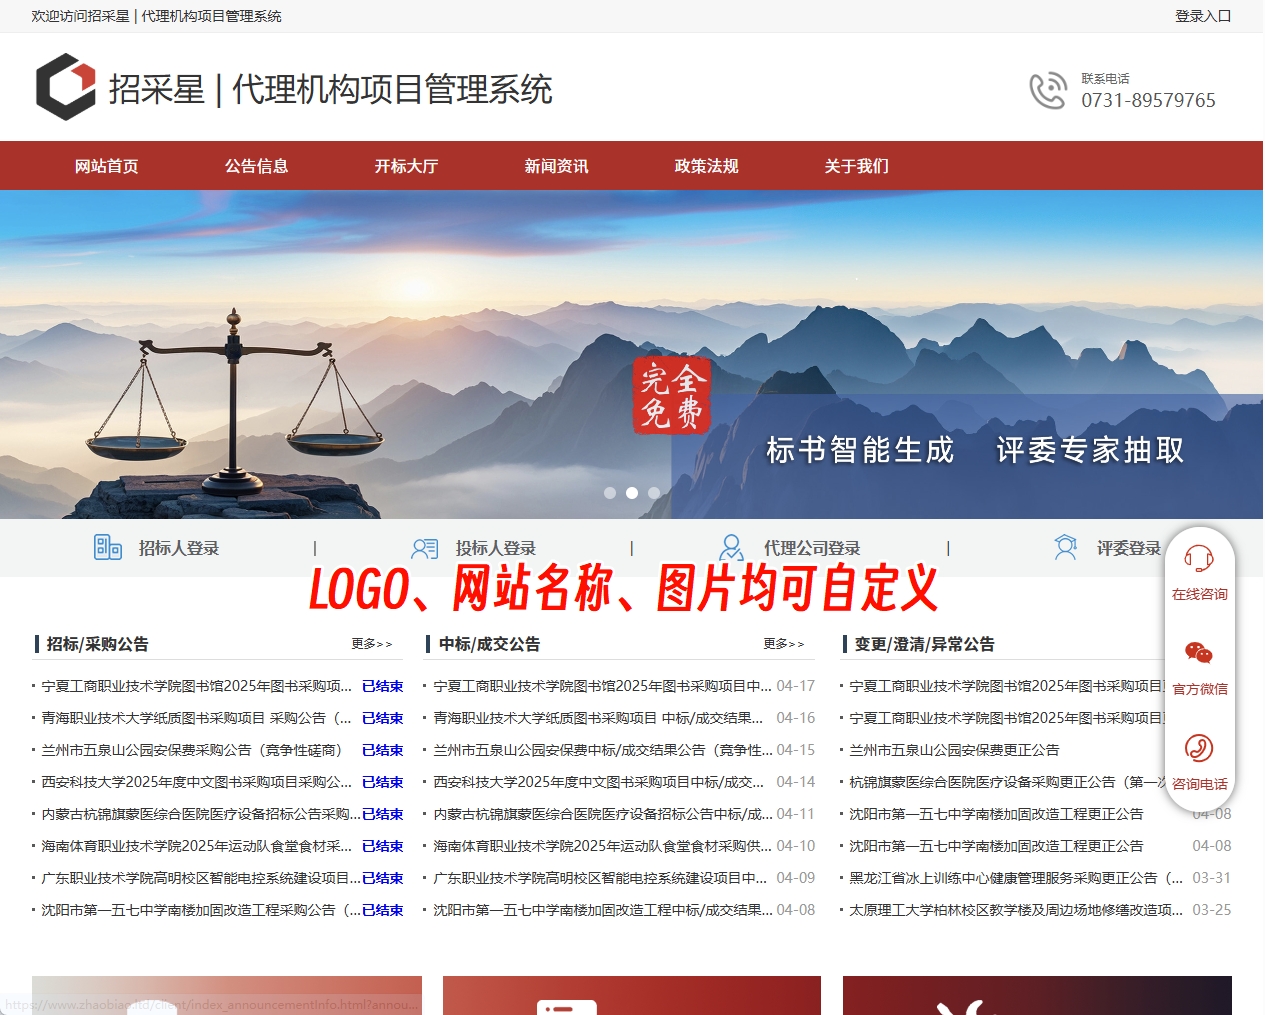 欢迎访问招采星 | 代理机构项目管理系统
登录入口
招采星 | 代理机构项目管理系统
联系电话
0731-89579765
网站首页 公告信息 开标大厅 新闻资讯 政策法规 关于我们
完全
免费
标书智能生成 评委专家抽取
招标人登录 | 投标人登录 | 代理公司登录 | 评委登录
LOGO、网站名称、图片均可自定义
在线咨询
官方微信
咨询电话
招标/采购公告 更多>>
宁夏工商职业技术学院图书馆2025年图书采购项... 已结束
青海职业技术大学纸质图书采购项目 采购公告（... 已结束
兰州市五泉山公园安保费采购公告（竞争性磋商） 已结束
西安科技大学2025年度中文图书采购项目采购公... 已结束
内蒙古杭锦旗蒙医综合医院医疗设备招标公告采购... 已结束
海南体育职业技术学院2025年运动队食堂食材采... 已结束
广东职业技术学院高明校区智能电控系统建设项目... 已结束
沈阳市第一五七中学南楼加固改造工程采购公告（... 已结束
中标/成交公告 更多>>
宁夏工商职业技术学院图书馆2025年图书采购项目中... 04-17
青海职业技术大学纸质图书采购项目 中标/成交结果... 04-16
兰州市五泉山公园安保费中标/成交结果公告（竞争性... 04-15
西安科技大学2025年度中文图书采购项目中标/成交... 04-14
内蒙古杭锦旗蒙医综合医院医疗设备招标公告中标/成... 04-11
海南体育职业技术学院2025年运动队食堂食材采购供... 04-10
广东职业技术学院高明校区智能电控系统建设项目中... 04-09
沈阳市第一五七中学南楼加固改造工程中标/成交结果... 04-08
变更/澄清/异常公告
宁夏工商职业技术学院图书馆2025年图书采购项目
宁夏工商职业技术学院图书馆2025年图书采购项目
兰州市五泉山公园安保费更正公告
杭锦旗蒙医综合医院医疗设备采购更正公告（第一次
沈阳市第一五七中学南楼加固改造工程更正公告 04-08
沈阳市第一五七中学南楼加固改造工程更正公告 04-08
黑龙江省冰上训练中心健康管理服务采购更正公告（... 03-31
太原理工大学柏林校区教学楼及周边场地修缮改造项... 03-25
https://www.zhaobiao.ltd/client/index_announcementInfo.html?annou...